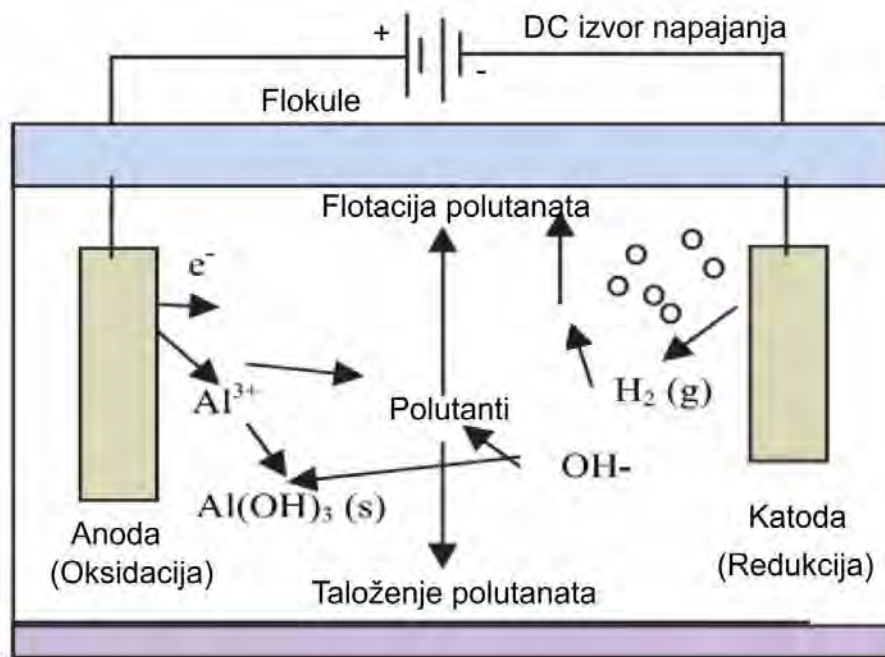 +
DC izvor napajanja
-
Flokule
Flotacija polutanata
e⁻
Al³⁺
Polutanti
H₂ (g)
OH-
Al(OH)₃ (s)
Anoda
(Oksidacija)
Katoda
(Redukcija)
Taloženje polutanata